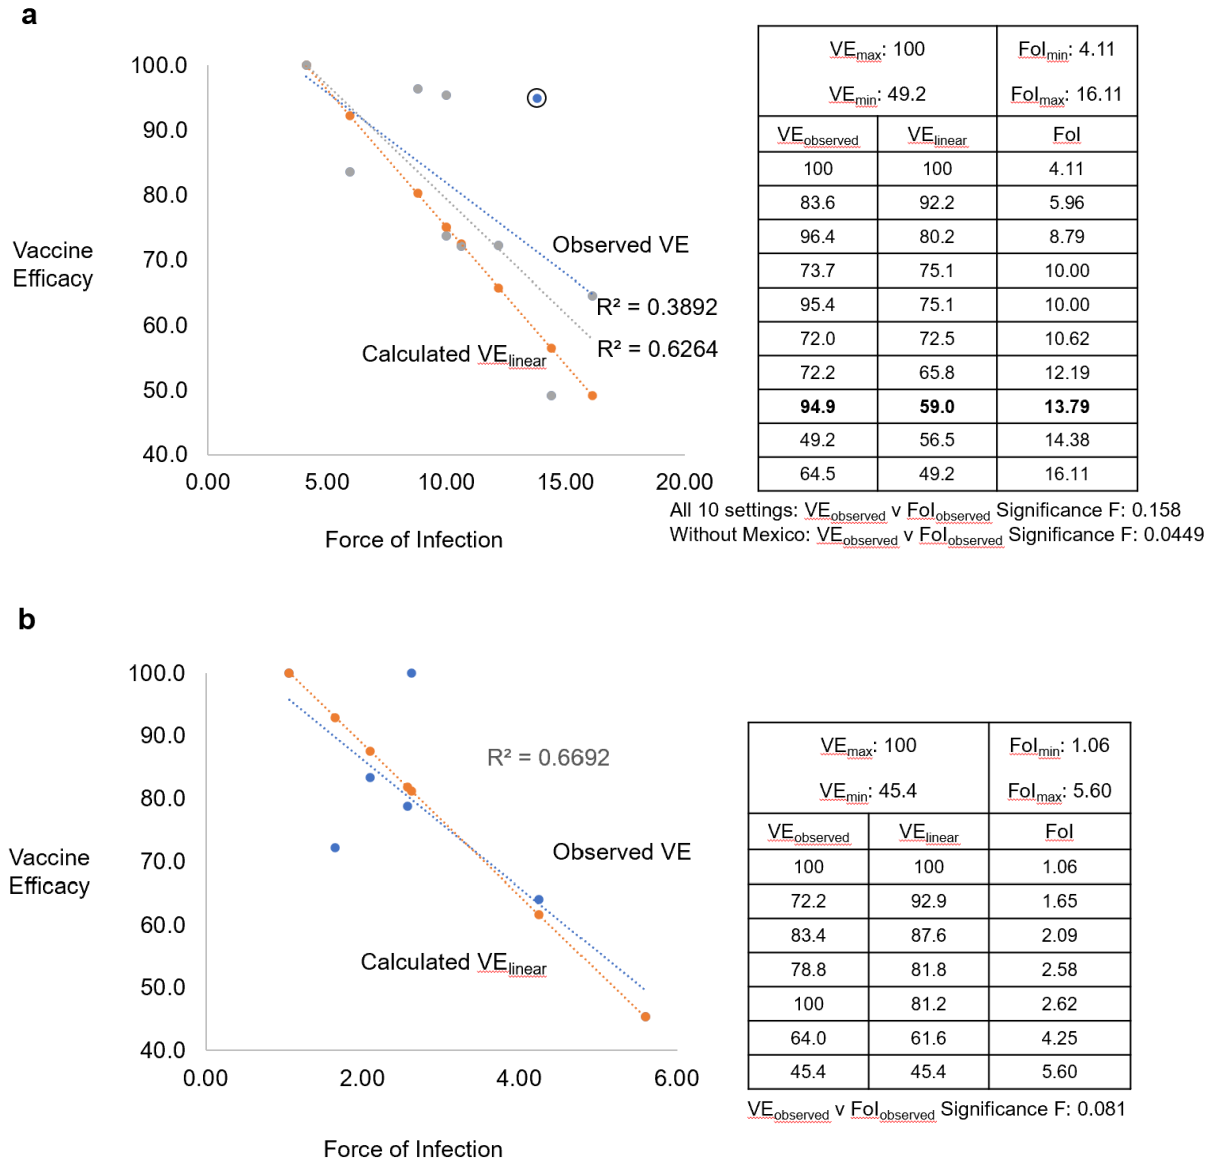 a
100.0
90.0
80.0
70.0
60.0
50.0
40.0
0.00 5.00 10.00 15.00 20.00
Vaccine
Efficacy
Force of Infection
Observed VE
R² = 0.3892
R² = 0.6264
Calculated VElinear
VEmax: 100 FoImin: 4.11
VEmin: 49.2 FoImax: 16.11
VEobserved VElinear FoI
100 100 4.11
83.6 92.2 5.96
96.4 80.2 8.79
73.7 75.1 10.00
95.4 75.1 10.00
72.0 72.5 10.62
72.2 65.8 12.19
94.9 59.0 13.79
49.2 56.5 14.38
64.5 49.2 16.11
All 10 settings: VEobserved v FoIobserved Significance F: 0.158
Without Mexico: VEobserved v FoIobserved Significance F: 0.0449
b
100.0
90.0
80.0
70.0
60.0
50.0
40.0
0.00 2.00 4.00 6.00
Vaccine
Efficacy
Force of Infection
R² = 0.6692
Observed VE
Calculated VElinear
VEmax: 100 FoImin: 1.06
VEmin: 45.4 FoImax: 5.60
VEobserved VElinear FoI
100 100 1.06
72.2 92.9 1.65
83.4 87.6 2.09
78.8 81.8 2.58
100 81.2 2.62
64.0 61.6 4.25
45.4 45.4 5.60
VEobserved v FoIobserved Significance F: 0.081